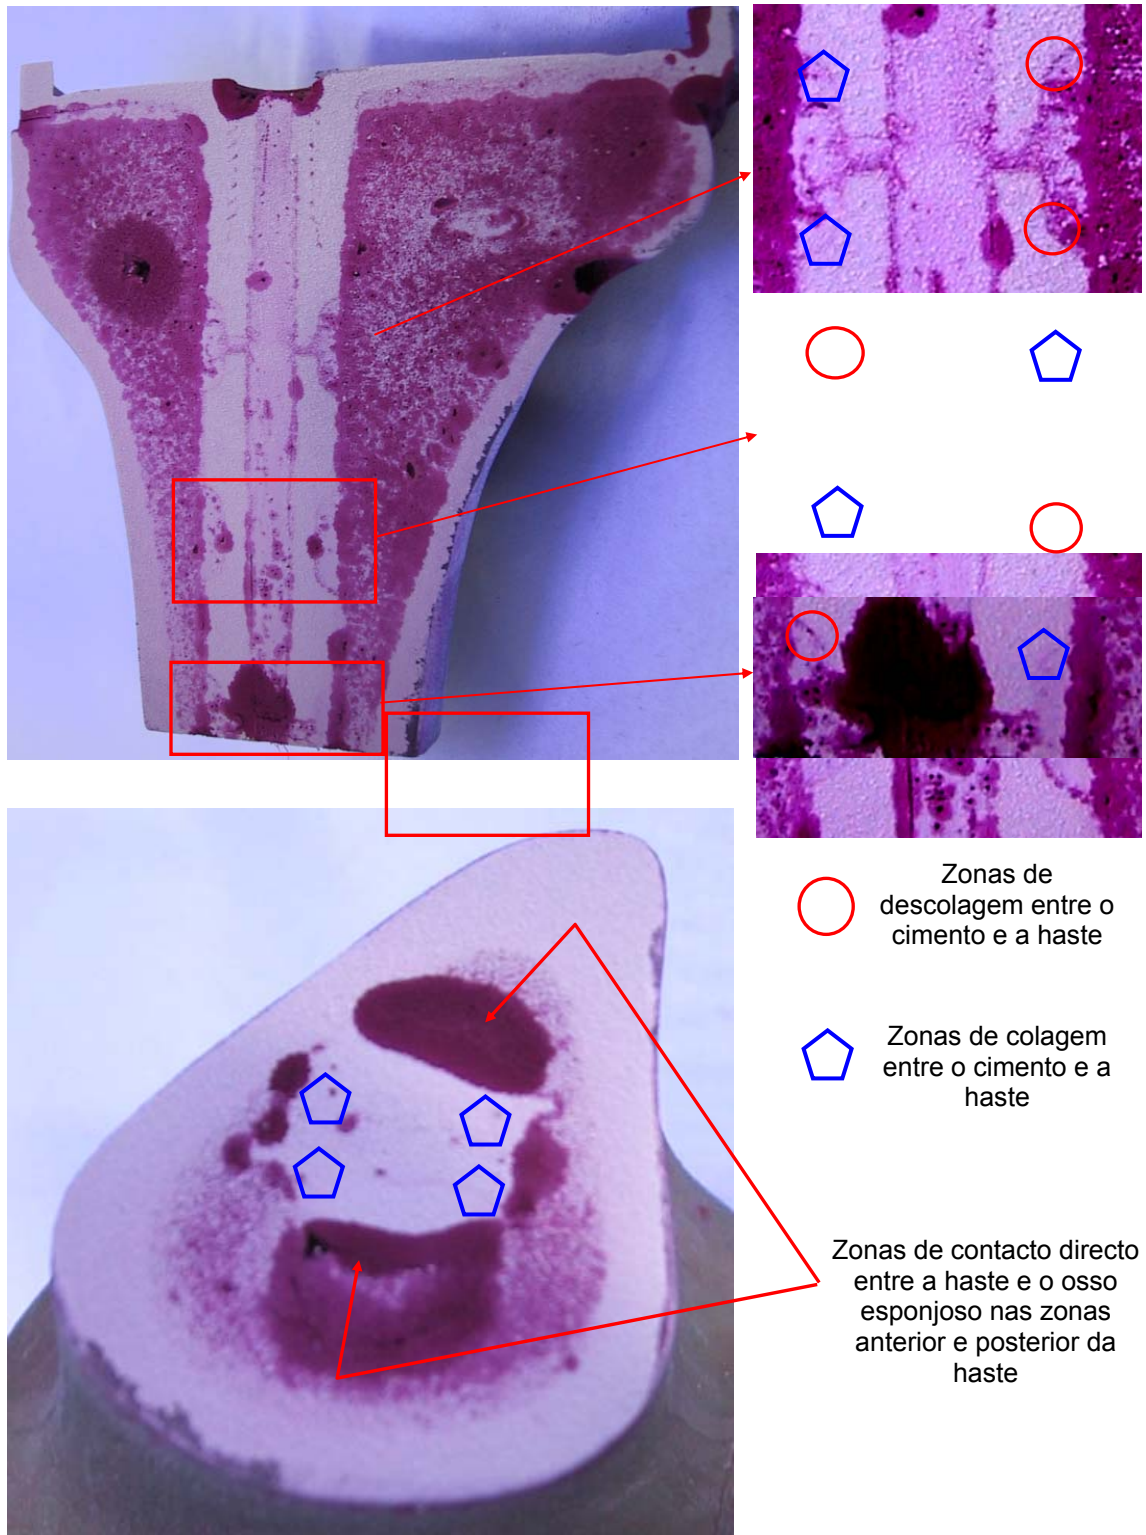 Zonas de
descolagem entre o
cimento e a haste
Zonas de colagem
entre o cimento e a
haste
Zonas de contacto directo
entre a haste e o osso
esponjoso nas zonas
anterior e posterior da
haste